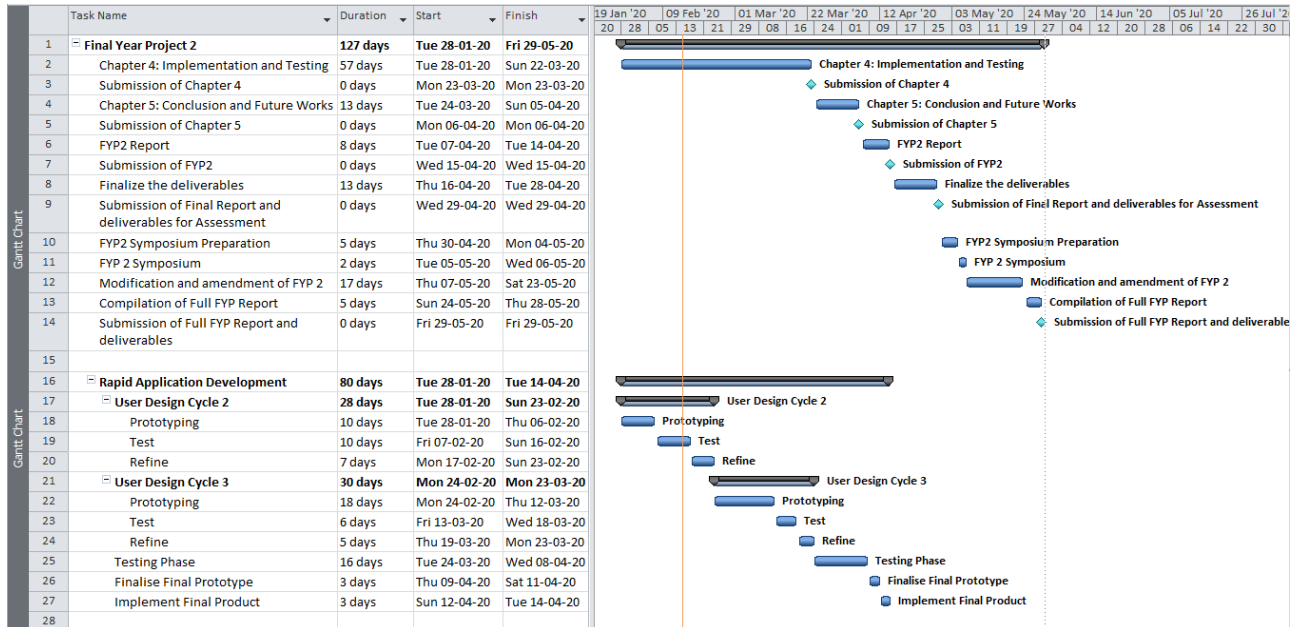 Task Name Duration Start Finish 19 Jan '20 09 Feb '20 01 Mar '20 22 Mar '20 12 Apr '20 03 May '20 24 May '20 14 Jun '20 05 Jul '20 26 Jul '2
20 28 05 13 21 29 08 16 24 01 09 17 25 03 11 19 27 04 12 20 28 06 14 22 30
1 Final Year Project 2 127 days Tue 28-01-20 Fri 29-05-20
2 Chapter 4: Implementation and Testing 57 days Tue 28-01-20 Sun 22-03-20 Chapter 4: Implementation and Testing
3 Submission of Chapter 4 0 days Mon 23-03-20 Mon 23-03-20 Submission of Chapter 4
4 Chapter 5: Conclusion and Future Works 13 days Tue 24-03-20 Sun 05-04-20 Chapter 5: Conclusion and Future Works
5 Submission of Chapter 5 0 days Mon 06-04-20 Mon 06-04-20 Submission of Chapter 5
6 FYP2 Report 8 days Tue 07-04-20 Tue 14-04-20 FYP2 Report
7 Submission of FYP2 0 days Wed 15-04-20 Wed 15-04-20 Submission of FYP2
8 Finalize the deliverables 13 days Thu 16-04-20 Tue 28-04-20 Finalize the deliverables
9 Submission of Final Report and 0 days Wed 29-04-20 Wed 29-04-20 Submission of Final Report and deliverables for Assessment
deliverables for Assessment
Gantt Chart
10 FYP2 Symposium Preparation 5 days Thu 30-04-20 Mon 04-05-20 FYP2 Symposium Preparation
11 FYP 2 Symposium 2 days Tue 05-05-20 Wed 06-05-20 FYP 2 Symposium
12 Modification and amendment of FYP 2 17 days Thu 07-05-20 Sat 23-05-20 Modification and amendment of FYP 2
13 Compilation of Full FYP Report 5 days Sun 24-05-20 Thu 28-05-20 Compilation of Full FYP Report
14 Submission of Full FYP Report and 0 days Fri 29-05-20 Fri 29-05-20 Submission of Full FYP Report and deliverable
deliverables
15
16 Rapid Application Development 80 days Tue 28-01-20 Tue 14-04-20
17 User Design Cycle 2 28 days Tue 28-01-20 Sun 23-02-20 User Design Cycle 2
18 Prototyping 10 days Tue 28-01-20 Thu 06-02-20 Prototyping
19 Test 10 days Fri 07-02-20 Sun 16-02-20 Test
Gantt Chart
20 Refine 7 days Mon 17-02-20 Sun 23-02-20 Refine
21 User Design Cycle 3 30 days Mon 24-02-20 Mon 23-03-20 User Design Cycle 3
22 Prototyping 18 days Mon 24-02-20 Thu 12-03-20 Prototyping
23 Test 6 days Fri 13-03-20 Wed 18-03-20 Test
24 Refine 5 days Thu 19-03-20 Mon 23-03-20 Refine
25 Testing Phase 16 days Tue 24-03-20 Wed 08-04-20 Testing Phase
26 Finalise Final Prototype 3 days Thu 09-04-20 Sat 11-04-20 Finalise Final Prototype
27 Implement Final Product 3 days Sun 12-04-20 Tue 14-04-20 Implement Final Product
28